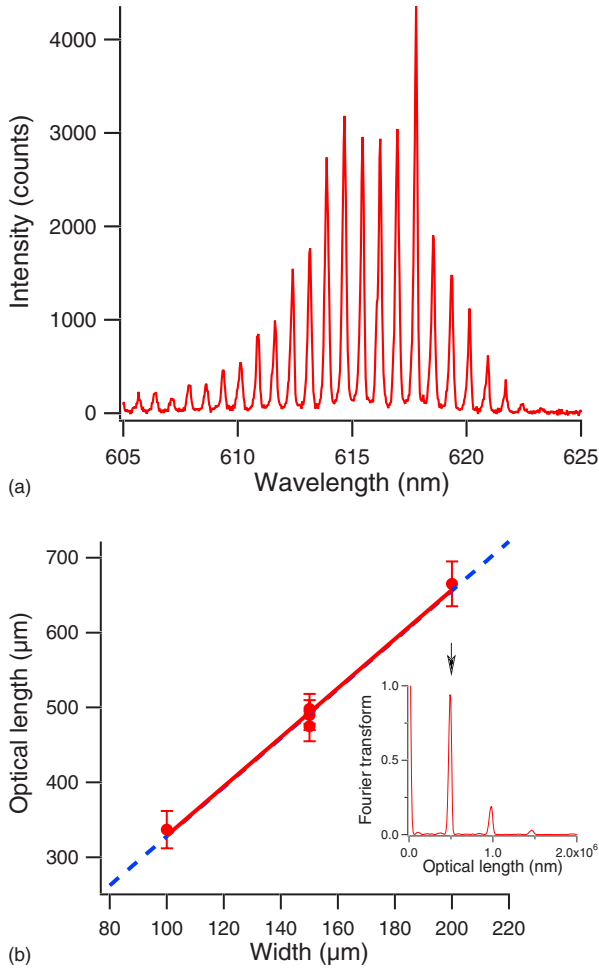 4000
3000
2000
1000
0
Intensity (counts)
605 610 615 620 625
Wavelength (nm)
(a)
700
600
500
400
300
Optical length (μm)
1.0
0.5
0.0
Fourier transform
0.0 1.0 2.0x10⁶
Optical length (nm)
80 100 120 140 160 180 200 220
Width (μm)
(b)